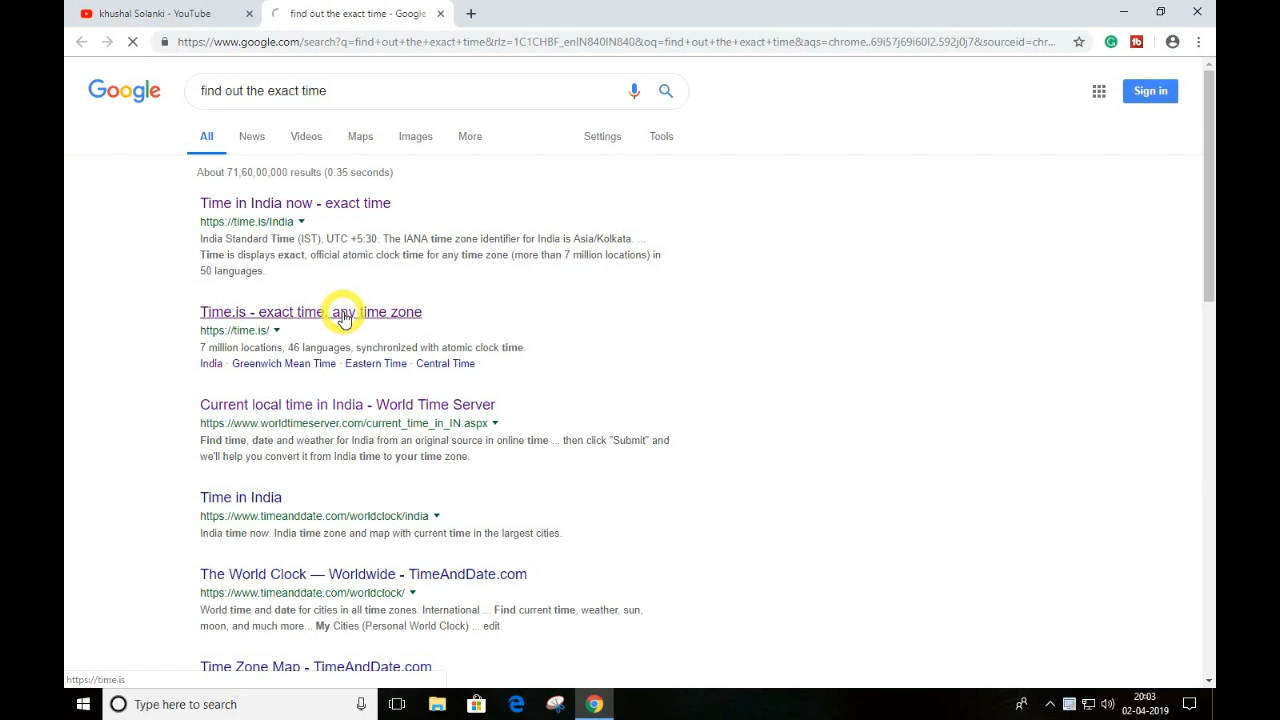 khushal Solanki - YouTube
find out the exact time - Google
https://www.google.com/search?q=find+out+the+exact+time&rlz=1C1CHBF_enIN840IN840&oq=find+out+the+exact+time&aqs=chrome..69i57j69i60l2.592j0j7&sourceid=chr...
Google
find out the exact time
Sign in
All News Videos Maps Images More Settings Tools
About 71,60,00,000 results (0.35 seconds)
Time in India now - exact time
https://time.is/India
India Standard Time (IST), UTC +5:30. The IANA time zone identifier for India is Asia/Kolkata. ...
Time.is displays exact, official atomic clock time for any time zone (more than 7 million locations) in
50 languages.
Time.is - exact time, any time zone
https://time.is/
7 million locations, 46 languages, synchronized with atomic clock time.
India · Greenwich Mean Time · Eastern Time · Central Time
Current local time in India - World Time Server
https://www.worldtimeserver.com/current_time_in_IN.aspx
Find time, date and weather for India from an original source in online time ... then click "Submit" and
we'll help you convert it from India time to your time zone.
Time in India
https://www.timeanddate.com/worldclock/india
India time now. India time zone and map with current time in the largest cities.
The World Clock — Worldwide - TimeAndDate.com
https://www.timeanddate.com/worldclock/
World time and date for cities in all time zones. International ... Find current time, weather, sun,
moon, and much more... My Cities (Personal World Clock) ... edit.
Time Zone Map - TimeAndDate.com
https://time.is
Type here to search
20:03
02-04-2019